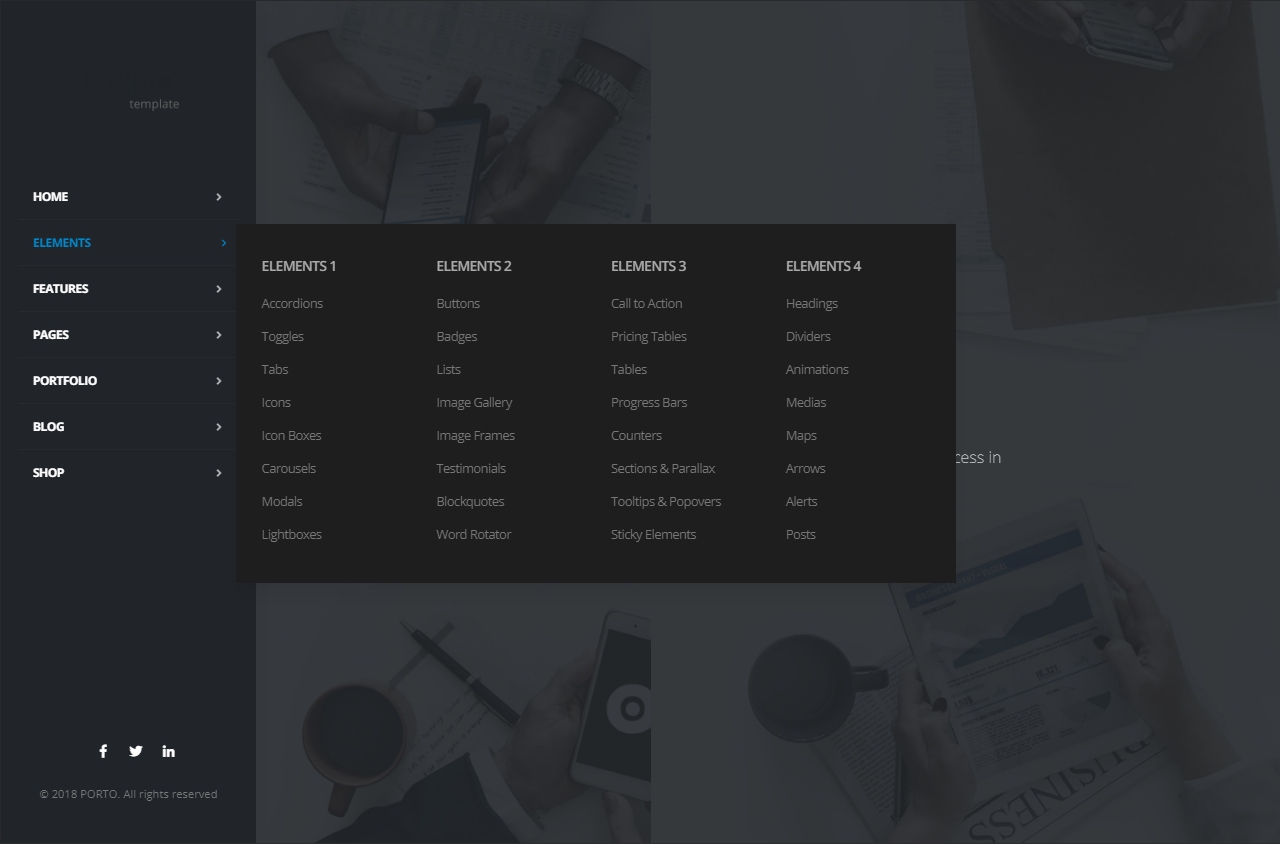 template
HOME
ELEMENTS
FEATURES
PAGES
PORTFOLIO
BLOG
SHOP
ELEMENTS 1
Accordions
Toggles
Tabs
Icons
Icon Boxes
Carousels
Modals
Lightboxes
ELEMENTS 2
Buttons
Badges
Lists
Image Gallery
Image Frames
Testimonials
Blockquotes
Word Rotator
ELEMENTS 3
Call to Action
Pricing Tables
Tables
Progress Bars
Counters
Sections & Parallax
Tooltips & Popovers
Sticky Elements
ELEMENTS 4
Headings
Dividers
Animations
Medias
Maps
Arrows
Alerts
Posts
cess in
BUSINESS
© 2018 PORTO. All rights reserved